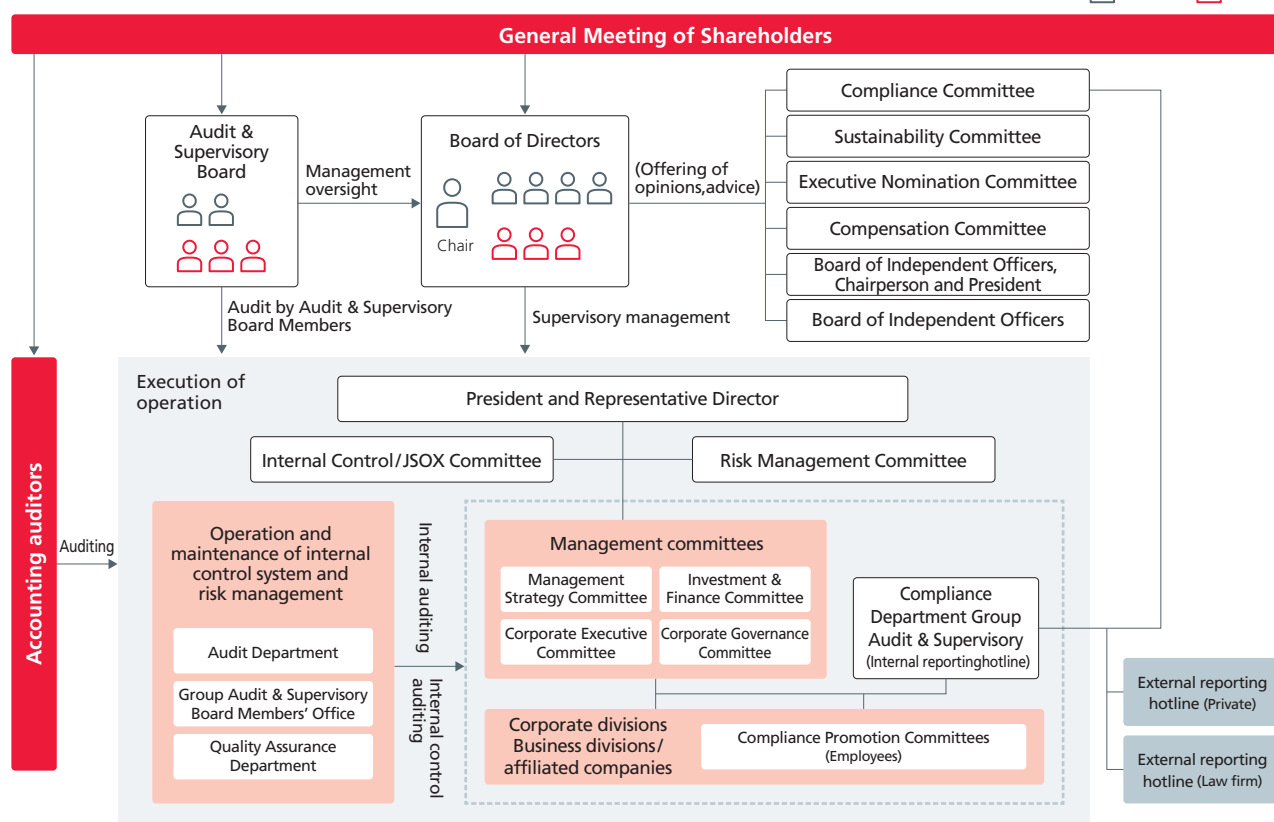 General Meeting of Shareholders
Audit &
Supervisory
Board
Management
oversight
Board of Directors
Chair
(Offering of
opinions,advice)
Compliance Committee
Sustainability Committee
Executive Nomination Committee
Compensation Committee
Board of Independent Officers,
Chairperson and President
Board of Independent Officers
Audit by Audit & Supervisory
Board Members
Supervisory management
Accounting auditors
Auditing
Execution of
operation
President and Representative Director
Internal Control/JSOX Committee
Risk Management Committee
Operation and
maintenance of internal
control system and
risk management
Audit Department
Group Audit & Supervisory
Board Members' Office
Quality Assurance
Department
Internal auditing
Internal control
auditing
Management committees
Management
Strategy Committee
Investment &
Finance Committee
Corporate Executive
Committee
Corporate Governance
Committee
Compliance
Department Group
Audit & Supervisory
(Internal reportinghotline)
Corporate divisions
Business divisions/
affiliated companies
Compliance Promotion Committees
(Employees)
External reporting
hotline (Private)
External reporting
hotline (Law firm)